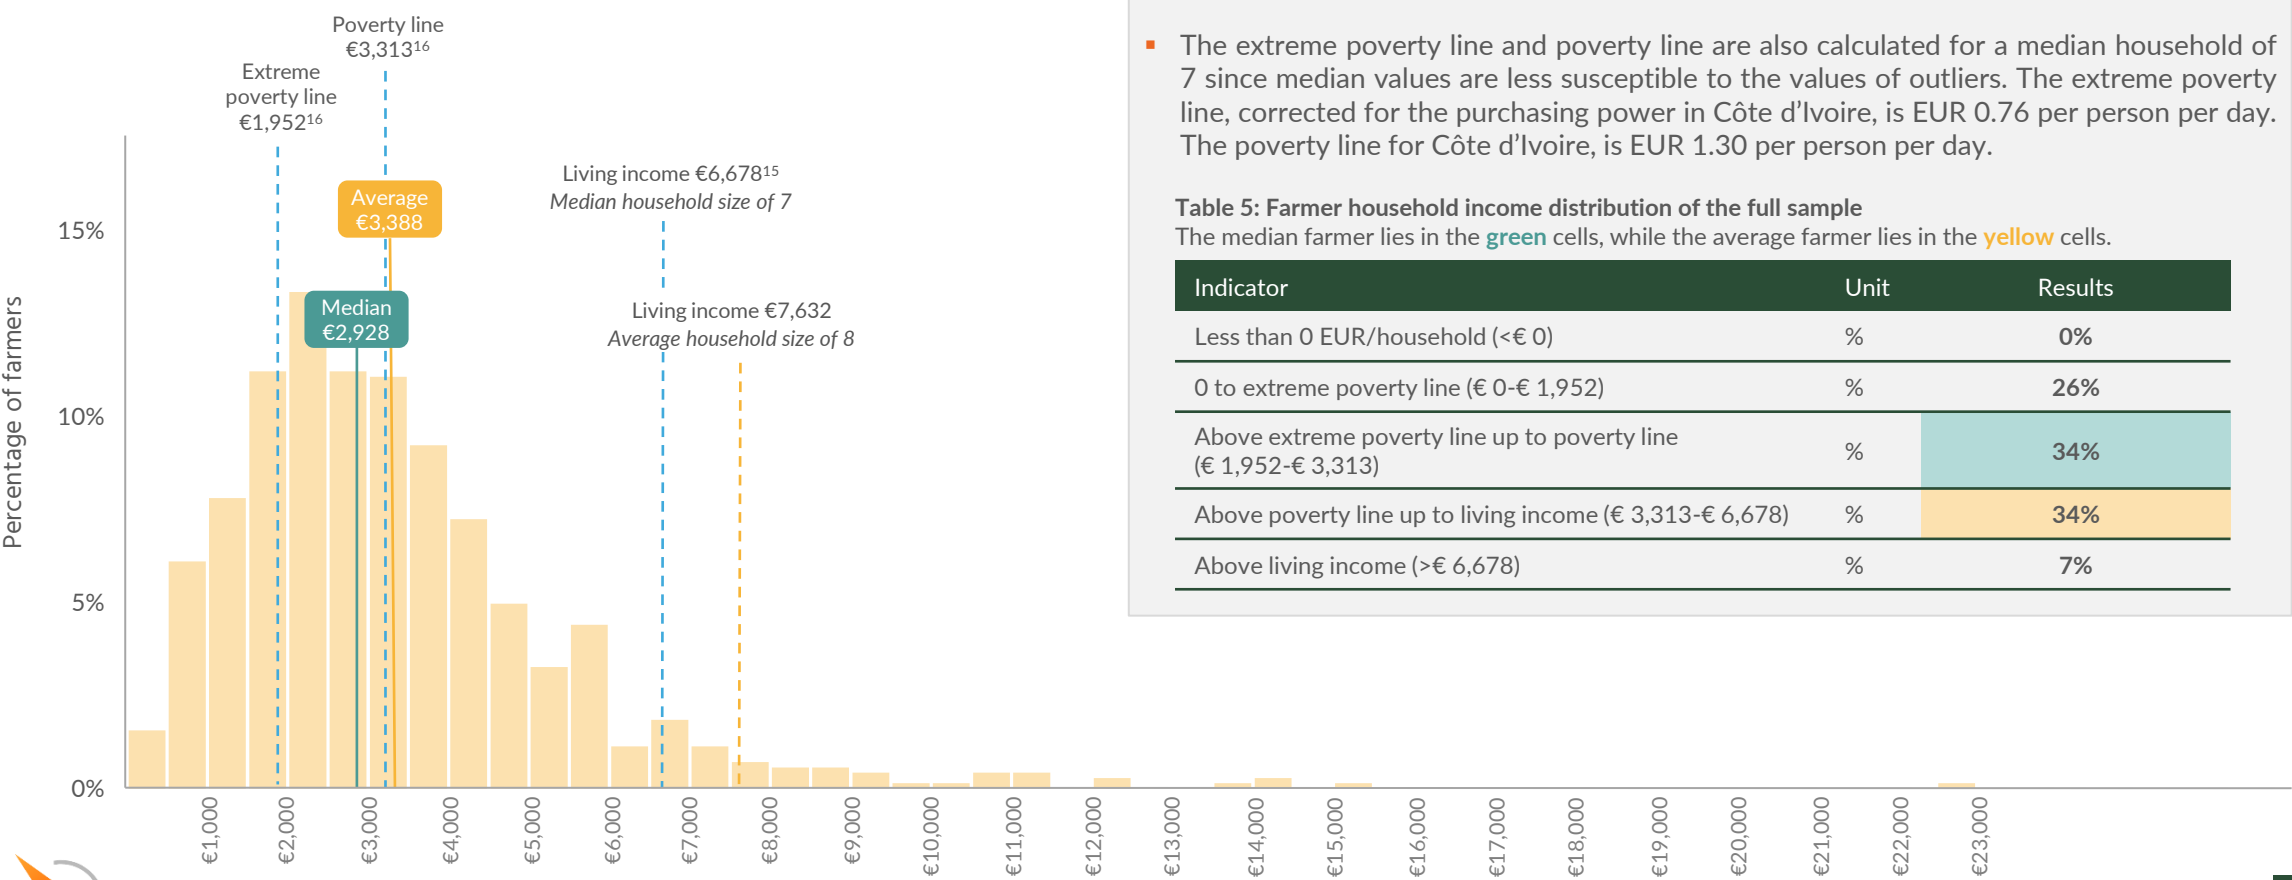 Poverty line
€3,313¹⁶
Extreme
poverty line
€1,952¹⁶
Average
€3,388
Median
€2,928
Living income €6,678¹⁵
Median household size of 7
Living income €7,632
Average household size of 8
Percentage of farmers
15%
10%
5%
0%
€1,000
€2,000
€3,000
€4,000
€5,000
€6,000
€7,000
€8,000
€9,000
€10,000
€11,000
€12,000
€13,000
€14,000
€15,000
€16,000
€17,000
€18,000
€19,000
€20,000
€21,000
€22,000
€23,000
▪ The extreme poverty line and poverty line are also calculated for a median household of
7 since median values are less susceptible to the values of outliers. The extreme poverty
line, corrected for the purchasing power in Côte d’Ivoire, is EUR 0.76 per person per day.
The poverty line for Côte d’Ivoire, is EUR 1.30 per person per day.
Table 5: Farmer household income distribution of the full sample
The median farmer lies in the green cells, while the average farmer lies in the yellow cells.
Indicator Unit Results
Less than 0 EUR/household (<€ 0) % 0%
0 to extreme poverty line (€ 0-€ 1,952) % 26%
Above extreme poverty line up to poverty line
(€ 1,952-€ 3,313) % 34%
Above poverty line up to living income (€ 3,313-€ 6,678) % 34%
Above living income (>€ 6,678) % 7%